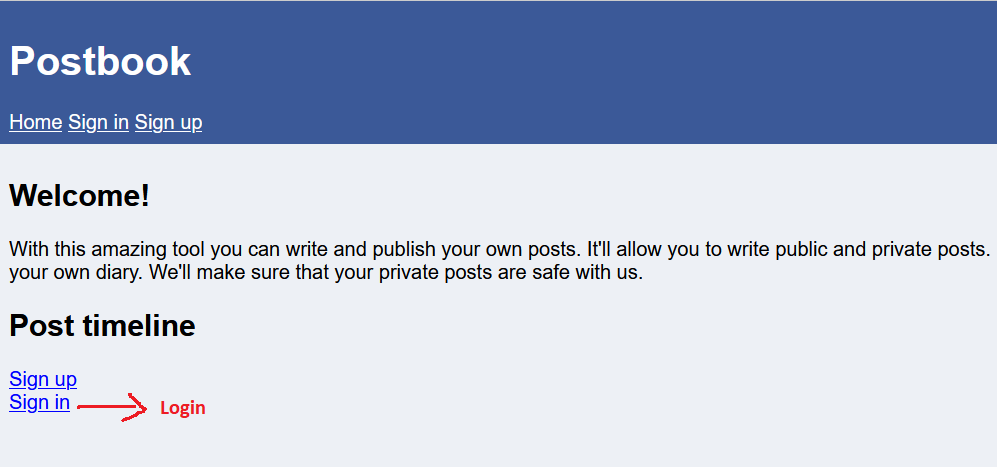 Postbook
Home Sign in Sign up
Welcome!
With this amazing tool you can write and publish your own posts. It'll allow you to write public and private posts.
your own diary. We'll make sure that your private posts are safe with us.
Post timeline
Sign up
Sign in Login